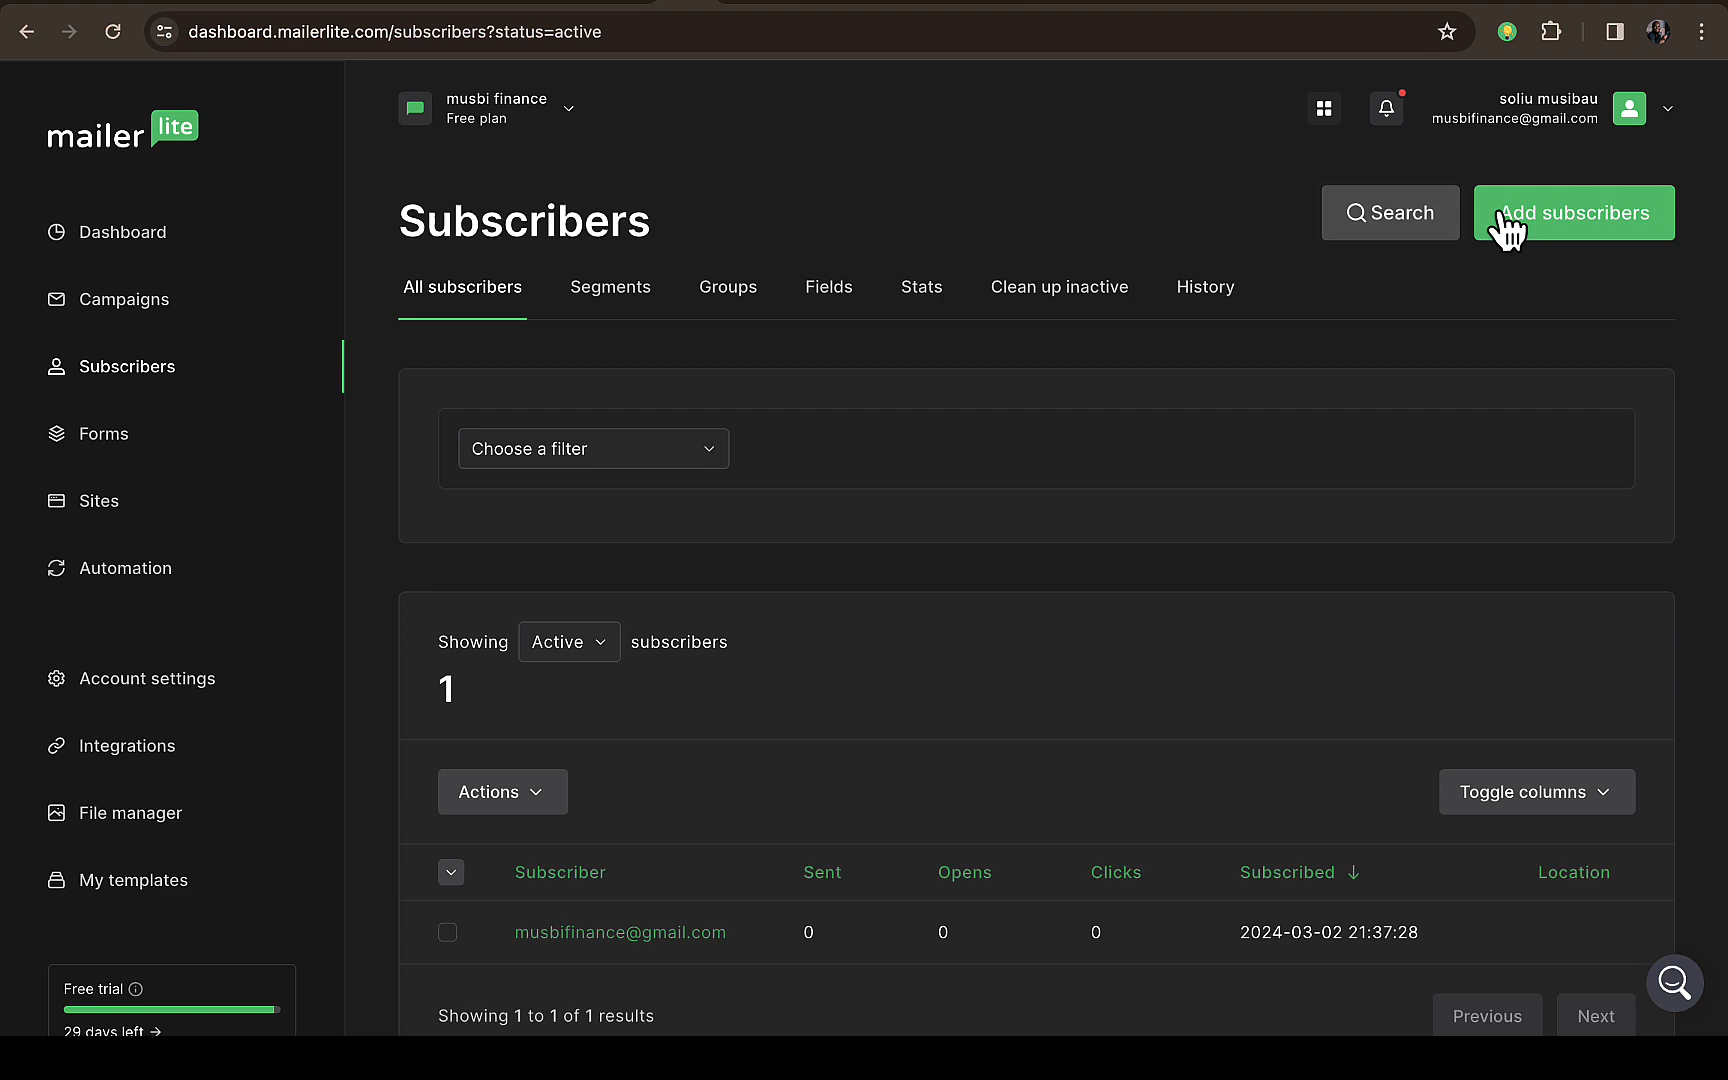 dashboard.mailerlite.com/subscribers?status=active
mailer lite
musbi finance
Free plan
soliu musibau
musbifinance@gmail.com
Dashboard
Campaigns
Subscribers
Forms
Sites
Automation
Account settings
Integrations
File manager
My templates
Free trial
29 days left →
Subscribers
Search
Add subscribers
All subscribers
Segments
Groups
Fields
Stats
Clean up inactive
History
Choose a filter
Showing Active subscribers
1
Actions
Toggle columns
Subscriber Sent Opens Clicks Subscribed ↓ Location
musbifinance@gmail.com 0 0 0 2024-03-02 21:37:28
Showing 1 to 1 of 1 results
Previous
Next